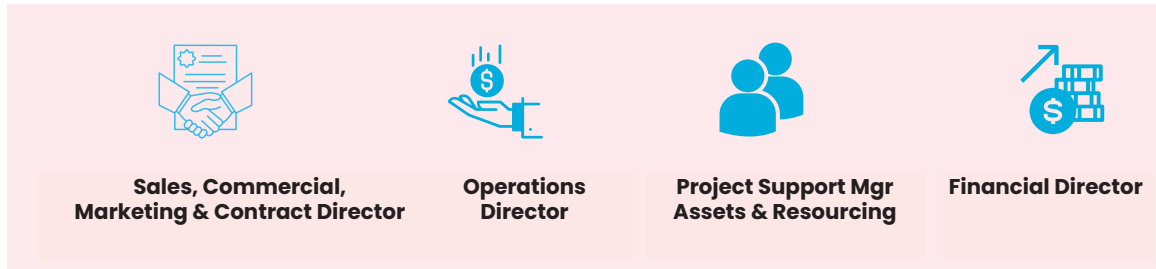 Sales, Commercial,
Marketing & Contract Director
Operations
Director
Project Support Mgr
Assets & Resourcing
Financial Director